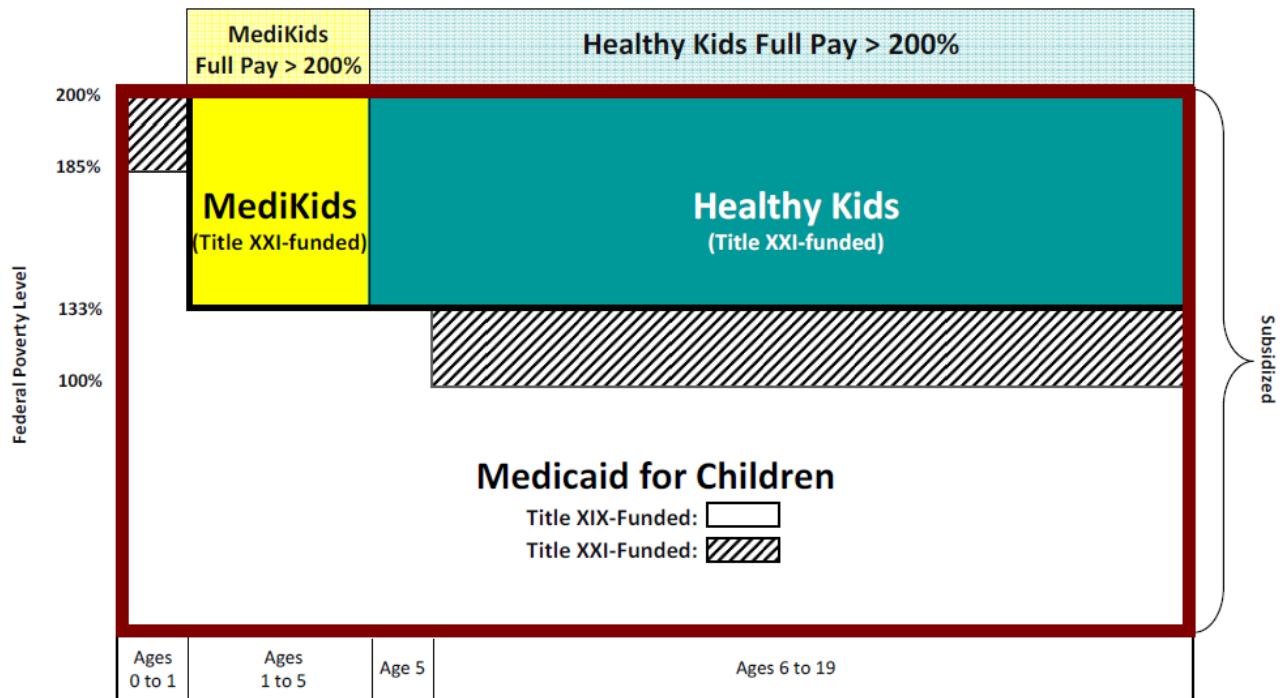 MediKids
Full Pay > 200%
Healthy Kids Full Pay > 200%
200%
185%
133%
100%
Federal Poverty Level
MediKids
(Title XXI-funded)
Healthy Kids
(Title XXI-funded)
Subsidized
Medicaid for Children
Title XIX-Funded:
Title XXI-Funded:
Ages
0 to 1
Ages
1 to 5
Age 5
Ages 6 to 19